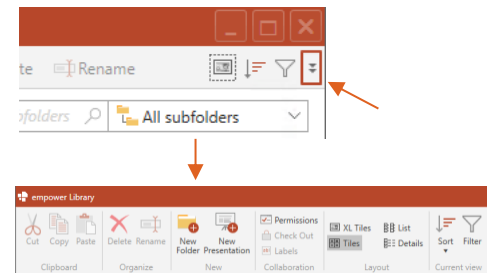 te Rename
bfolders All subfolders
empower Library
Cut Copy Paste Delete Rename New Folder New Presentation Permissions Check Out Labels XL Tiles Tiles List Details Sort Filter
Clipboard Organize New Collaboration Layout Current view